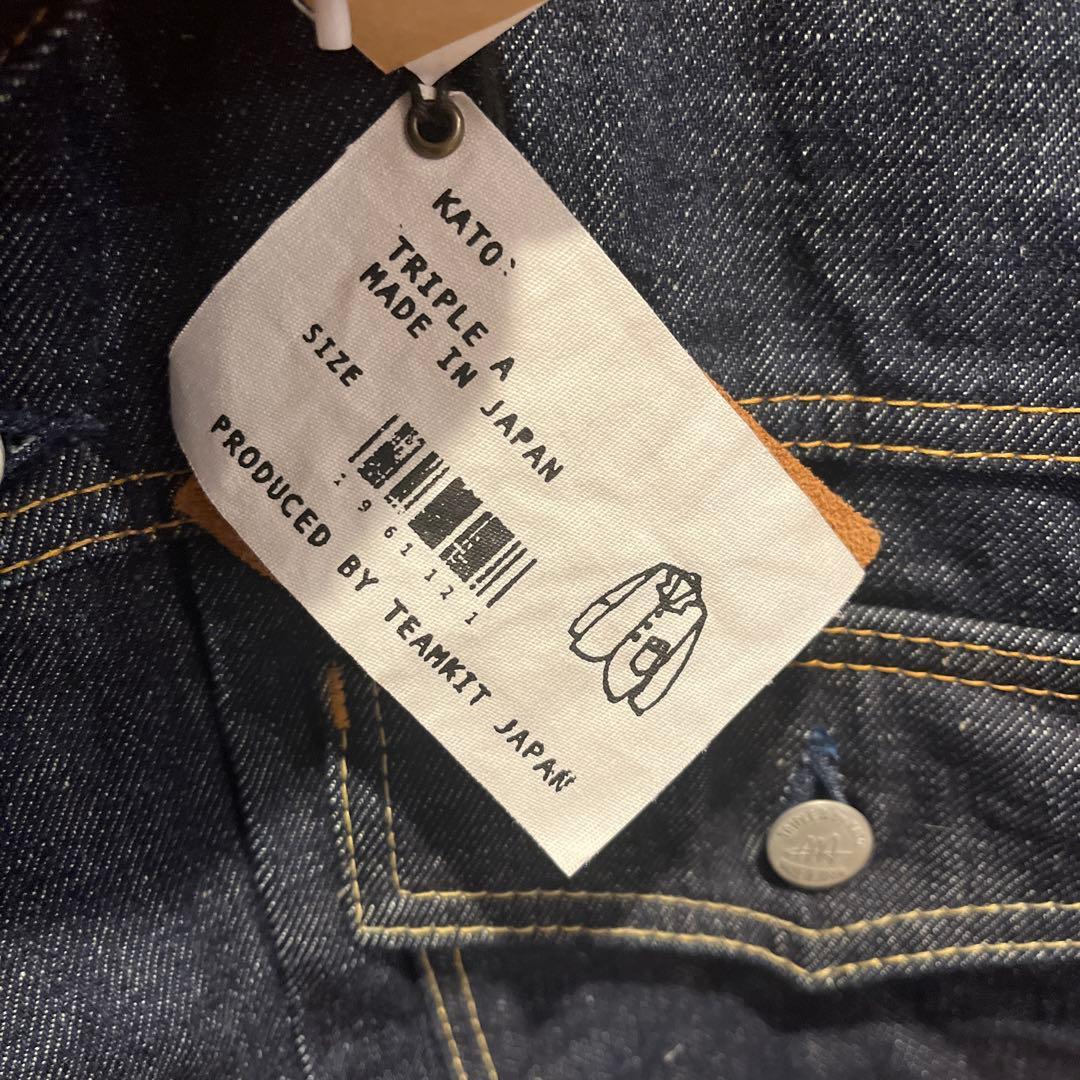 KATO`
TRIPLE A
MADE IN JAPAN
SIZE
1961121
PRODUCED BY TEAMKIT JAPAN